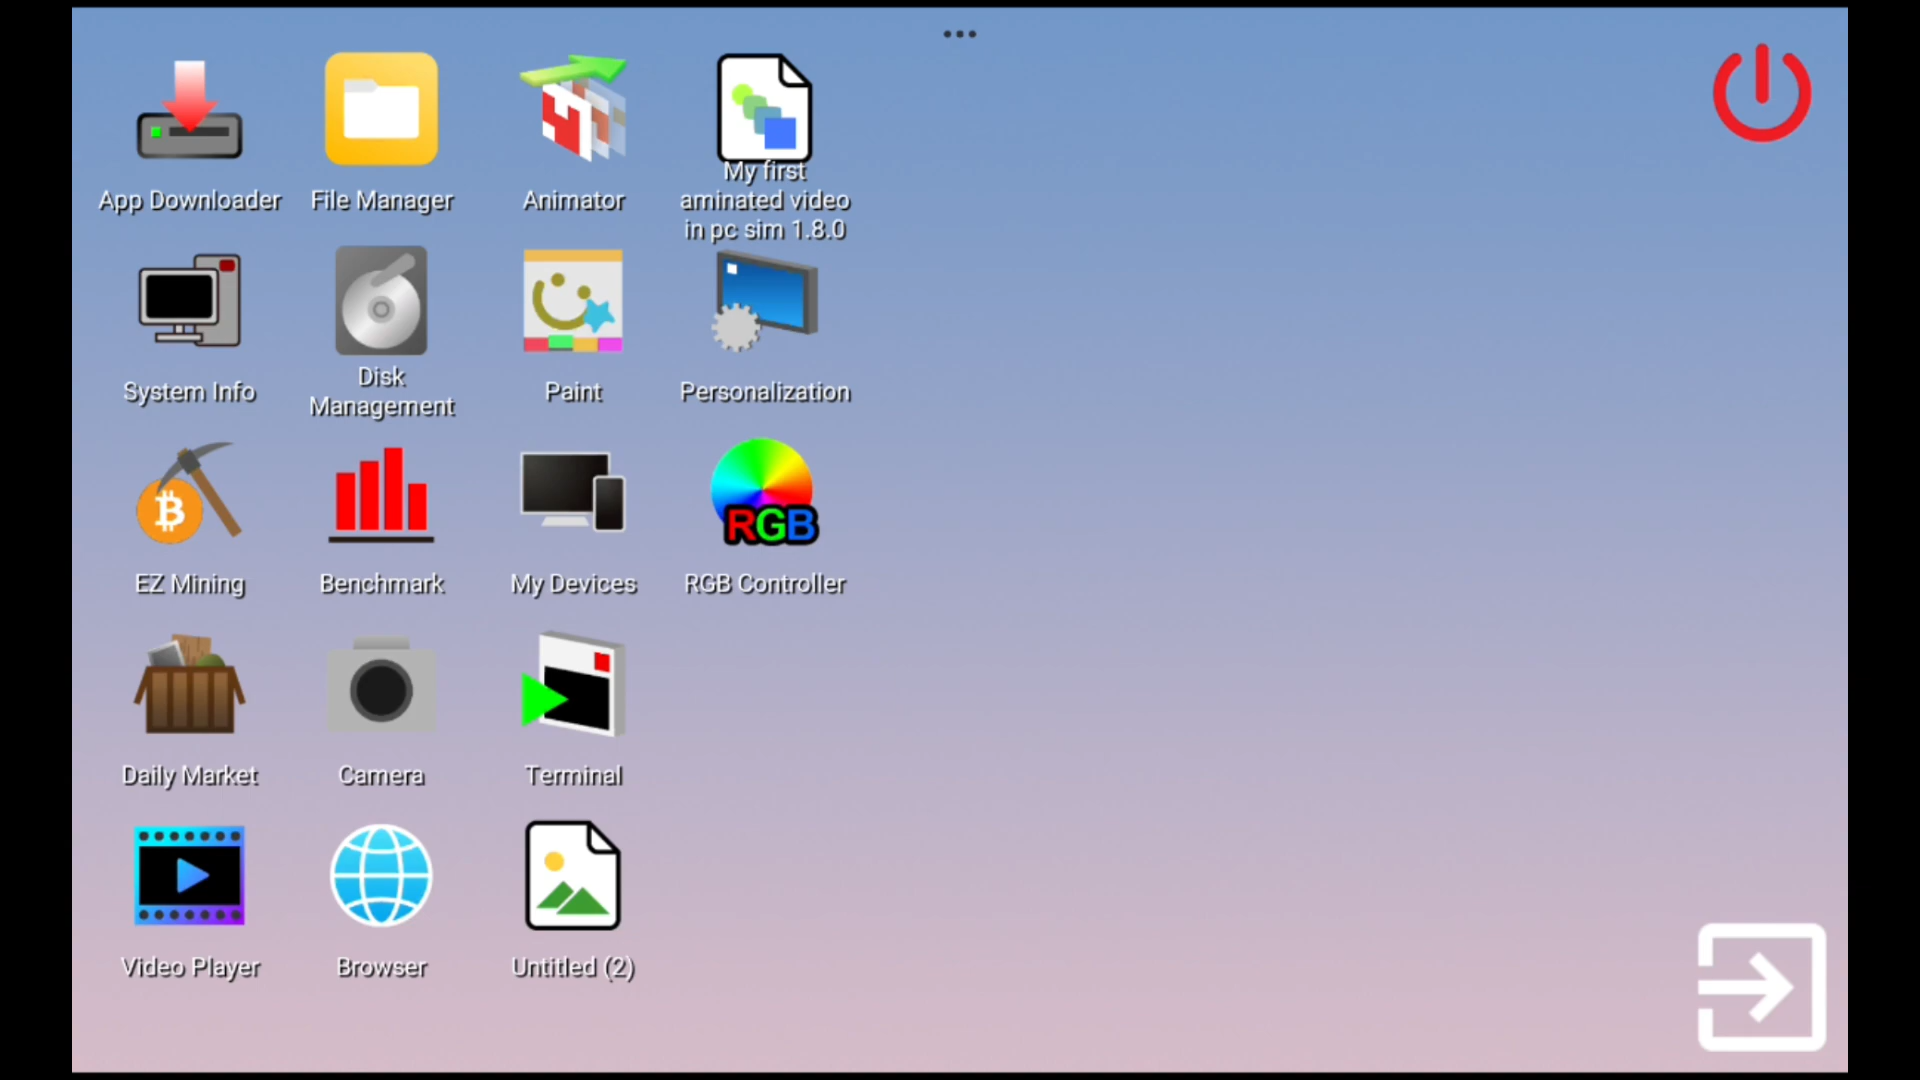 App Downloader
File Manager
Animator
My first
aminated video
in pc sim 1.8.0
System Info
Disk
Management
Paint
Personalization
EZ Mining
Benchmark
My Devices
RGB
RGB Controller
Daily Market
Camera
Terminal
Video Player
Browser
Untitled (2)